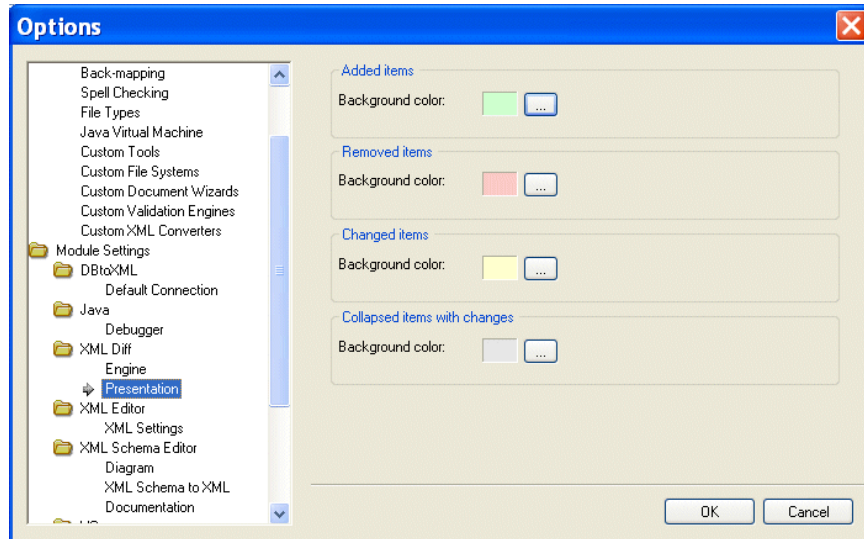 Options
Back-mapping
Spell Checking
File Types
Java Virtual Machine
Custom Tools
Custom File Systems
Custom Document Wizards
Custom Validation Engines
Custom XML Converters
Module Settings
DBtoXML
Default Connection
Java
Debugger
XML Diff
Engine
Presentation
XML Editor
XML Settings
XML Schema Editor
Diagram
XML Schema to XML
Documentation
Added items
Background color:
...
Removed items
Background color:
...
Changed items
Background color:
...
Collapsed items with changes
Background color:
...
OK
Cancel